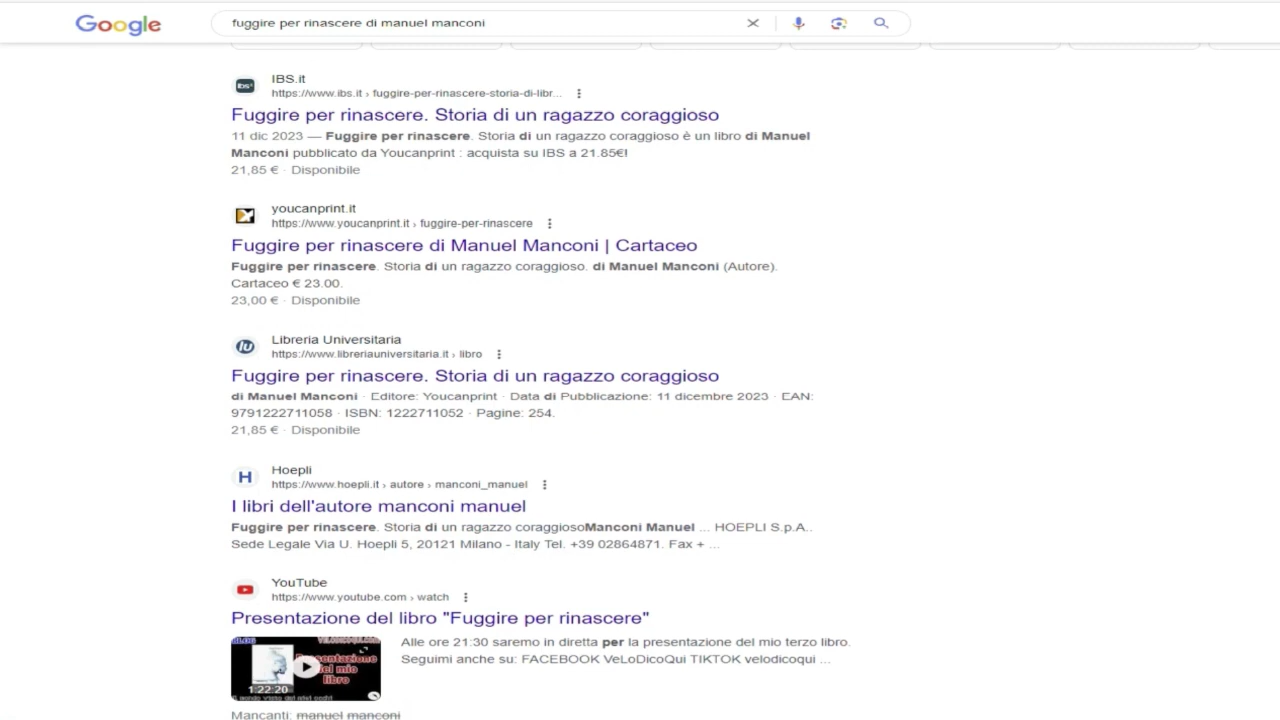 Google
fuggire per rinascere di manuel manconi
IBS.it
https://www.ibs.it › fuggire-per-rinascere-storia-di-libr...
Fuggire per rinascere. Storia di un ragazzo coraggioso
11 dic 2023 — Fuggire per rinascere. Storia di un ragazzo coraggioso è un libro di Manuel
Manconi pubblicato da Youcanprint : acquista su IBS a 21.85€!
21,85 € · Disponibile
youcanprint.it
https://www.youcanprint.it › fuggire-per-rinascere
Fuggire per rinascere di Manuel Manconi | Cartaceo
Fuggire per rinascere. Storia di un ragazzo coraggioso. di Manuel Manconi (Autore).
Cartaceo € 23.00.
23,00 € · Disponibile
Libreria Universitaria
https://www.libreriauniversitaria.it › libro
Fuggire per rinascere. Storia di un ragazzo coraggioso
di Manuel Manconi · Editore: Youcanprint · Data di Pubblicazione: 11 dicembre 2023 · EAN:
9791222711058 · ISBN: 1222711052 · Pagine: 254.
21,85 € · Disponibile
Hoepli
https://www.hoepli.it › autore › manconi_manuel
I libri dell'autore manconi manuel
Fuggire per rinascere. Storia di un ragazzo coraggiosoManconi Manuel ... HOEPLI S.p.A..
Sede Legale Via U. Hoepli 5, 20121 Milano - Italy Tel. +39 02864871. Fax + ...
YouTube
https://www.youtube.com › watch
Presentazione del libro "Fuggire per rinascere"
Alle ore 21:30 saremo in diretta per la presentazione del mio terzo libro.
Seguimi anche su: FACEBOOK VeLoDicoQui TIKTOK velodicoqui ...
Presentazione
del mio
libro
1:22:20
Mancanti: manuel manconi